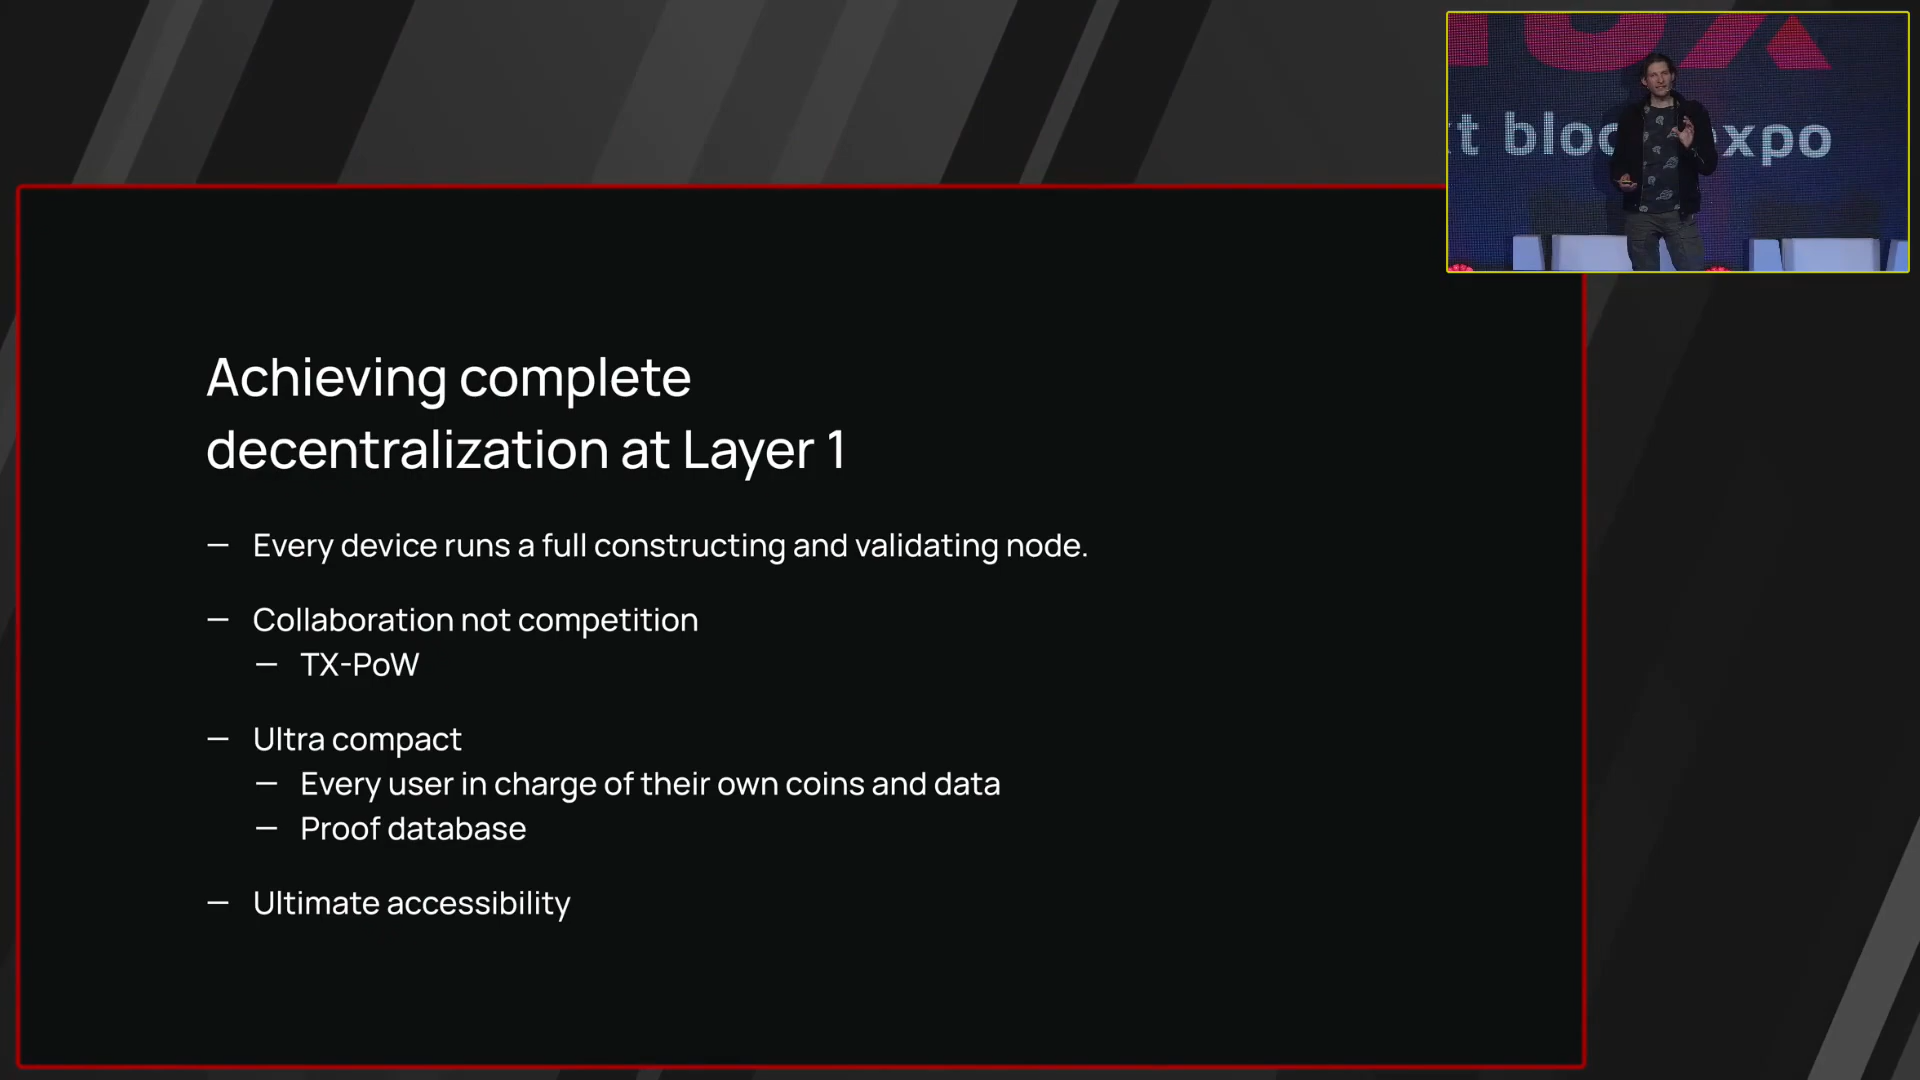 Achieving complete
decentralization at Layer 1
— Every device runs a full constructing and validating node.
— Collaboration not competition
— TX-PoW
— Ultra compact
— Every user in charge of their own coins and data
— Proof database
— Ultimate accessibility